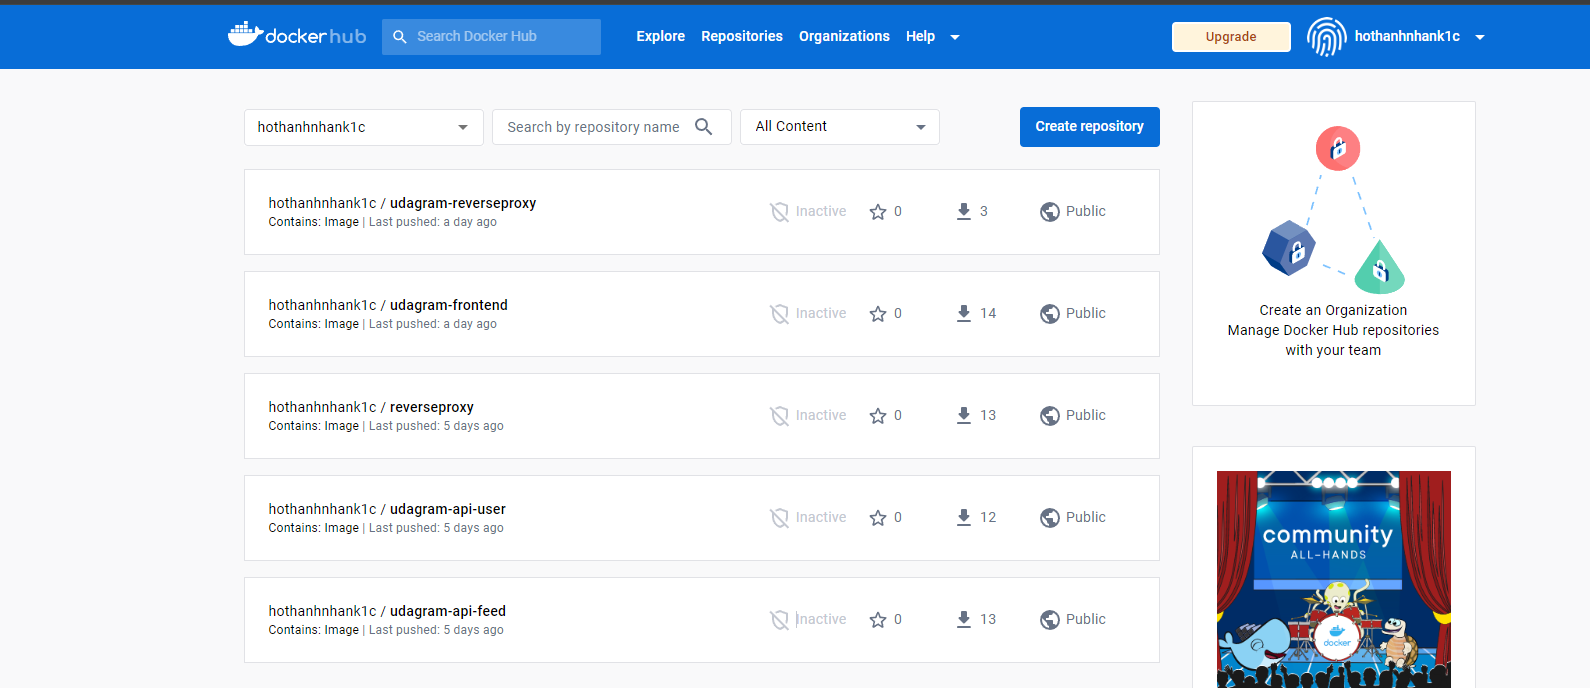 docker hub
Search Docker Hub
Explore
Repositories
Organizations
Help
Upgrade
hothanhnhank1c
hothanhnhank1c
Search by repository name
All Content
Create repository
hothanhnhank1c / udagram-reverseproxy
Contains: Image | Last pushed: a day ago
Inactive
0
3
Public
hothanhnhank1c / udagram-frontend
Contains: Image | Last pushed: a day ago
Inactive
0
14
Public
hothanhnhank1c / reverseproxy
Contains: Image | Last pushed: 5 days ago
Inactive
0
13
Public
hothanhnhank1c / udagram-api-user
Contains: Image | Last pushed: 5 days ago
Inactive
0
12
Public
hothanhnhank1c / udagram-api-feed
Contains: Image | Last pushed: 5 days ago
Inactive
0
13
Public
Create an Organization
Manage Docker Hub repositories
with your team
community
ALL-HANDS
docker